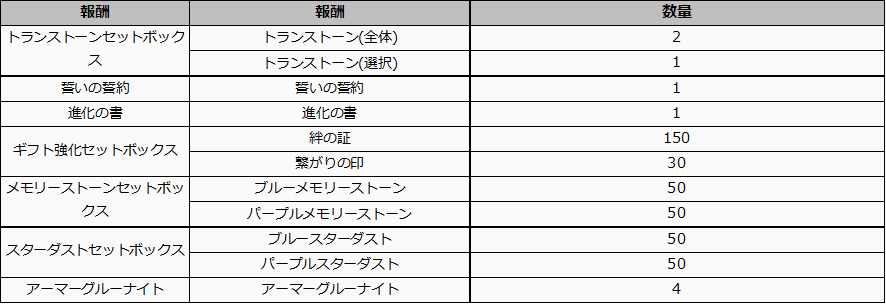 報酬 報酬 数量
トランストーンセットボックス トランストーン(全体) 2
トランストーン(選択) 1
誓いの誓約 誓いの誓約 1
進化の書 進化の書 1
ギフト強化セットボックス 絆の証 150
繋がりの印 30
メモリーストーンセットボックス ブルーメモリーストーン 50
パープルメモリーストーン 50
スターダストセットボックス ブルースターダスト 50
パープルスターダスト 50
アーマーグルーナイト アーマーグルーナイト 4